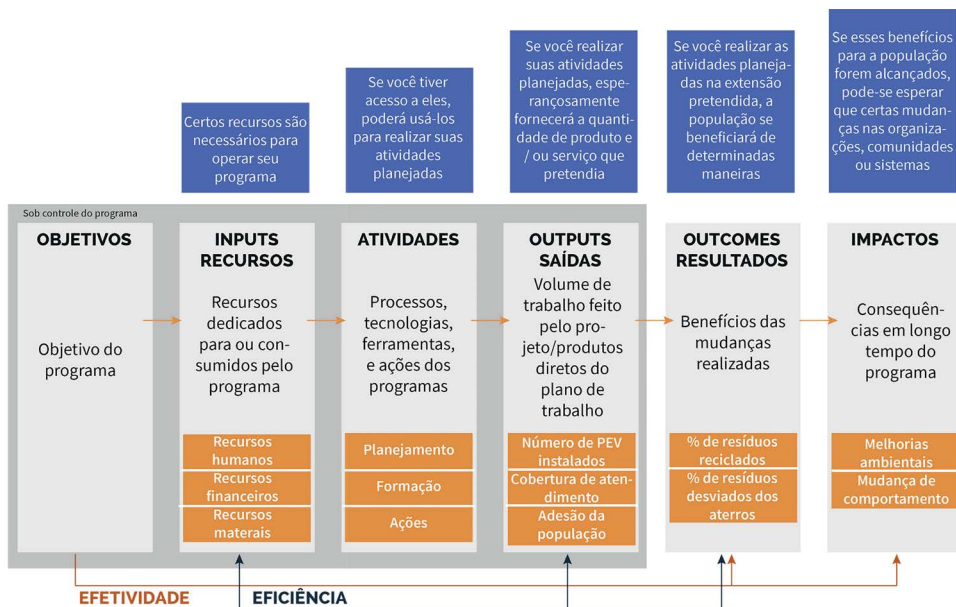 Certos recursos são
necessários para
operar seu
programa
Se você tiver
acesso a eles,
poderá usá-los
para realizar suas
atividades
planejadas
Se você realizar
suas atividades
planejadas, espe-
rançosamente
fornecerá a quanti-
dade de produto e
/ ou serviço que
pretendia
Se você realizar as
atividades planeja-
das na extensão
pretendida, a
população se
beneficiará de
determinadas
maneiras
Se esses benefícios
para a população
forem alcançados,
pode-se esperar
que certas mudan-
ças nas organiza-
ções, comunidades
ou sistemas
Sob controle do programa
OBJETIVOS
Objetivo do
programa
INPUTS
RECURSOS
Recursos
dedicados
para ou con-
sumidos pelo
programa
Recursos
humanos
Recursos
financeiros
Recursos
materais
ATIVIDADES
Processos,
tecnologias,
ferramentas,
e ações dos
programas
Planejamento
Formação
Ações
OUTPUTS
SAÍDAS
Volume de
trabalho feito
pelo pro-
jeto/produtos
diretos do
plano de
trabalho
Número de PEV
instalados
Cobertura de aten-
dimento
Adesão da
população
OUTCOMES
RESULTADOS
Benefícios das
mudanças
realizadas
% de resíduos
reciclados
% de resíduos
desviados dos
aterros
IMPACTOS
Consequên-
cias em longo
tempo do
programa
Melhorias
ambientais
Mudança de
comportamento
EFETIVIDADE
EFICIÊNCIA